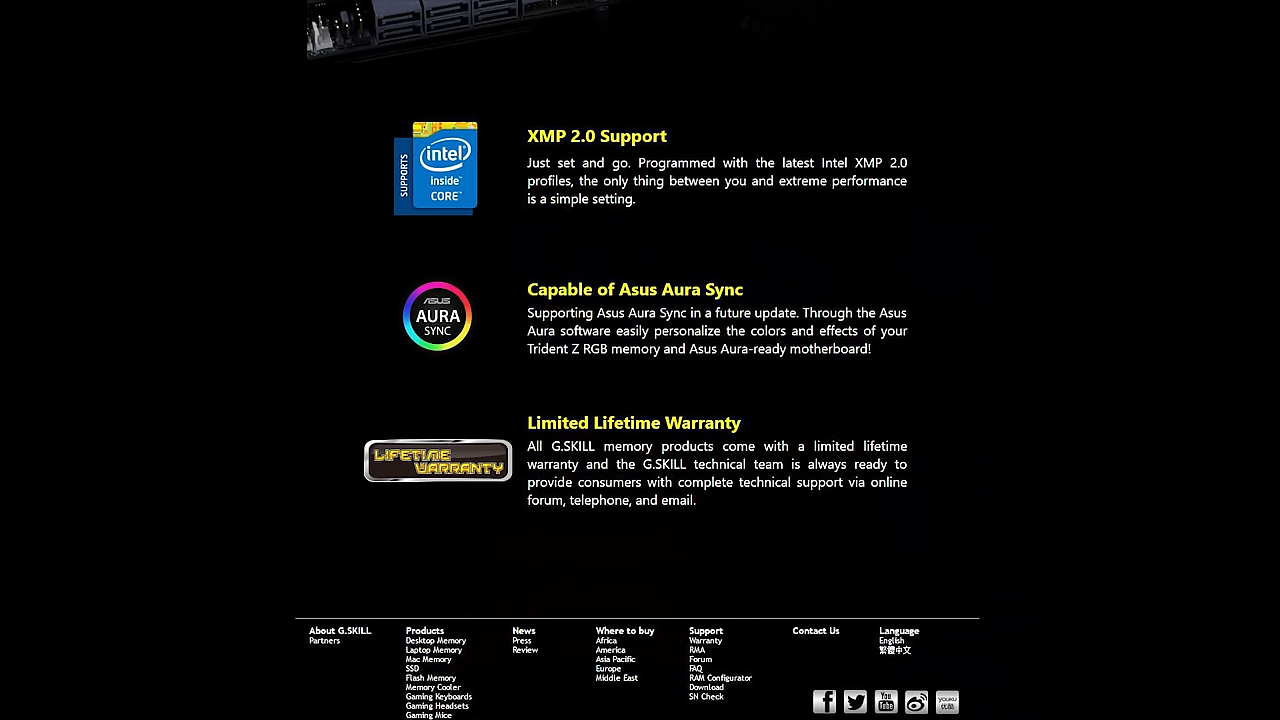 SUPPORTS
intel
inside™
CORE™
XMP 2.0 Support
Just set and go. Programmed with the latest Intel XMP 2.0
profiles, the only thing between you and extreme performance
is a simple setting.
ASUS
AURA
SYNC
Capable of Asus Aura Sync
Supporting Asus Aura Sync in a future update. Through the Asus
Aura software easily personalize the colors and effects of your
Trident Z RGB memory and Asus Aura-ready motherboard!
LIFETIME
WARRANTY
Limited Lifetime Warranty
All G.SKILL memory products come with a limited lifetime
warranty and the G.SKILL technical team is always ready to
provide consumers with complete technical support via online
forum, telephone, and email.
About G.SKILL
Partners
Products
Desktop Memory
Laptop Memory
Mac Memory
SSD
Flash Memory
Memory Cooler
Gaming Keyboards
Gaming Headsets
Gaming Mice
News
Press
Review
Where to buy
Africa
America
Asia Pacific
Europe
Middle East
Support
Warranty
RMA
Forum
FAQ
RAM Configurator
Download
SN Check
Contact Us
Language
English
繁體中文
You
Tube
YOUKU
优酷